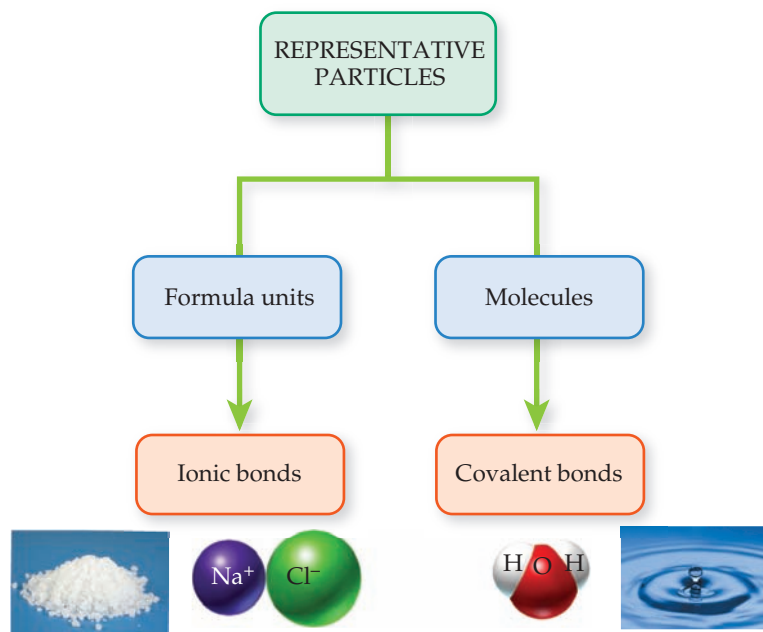 REPRESENTATIVE
PARTICLES
Formula units
Molecules
Ionic bonds
Covalent bonds
Na⁺
Cl⁻
H O H